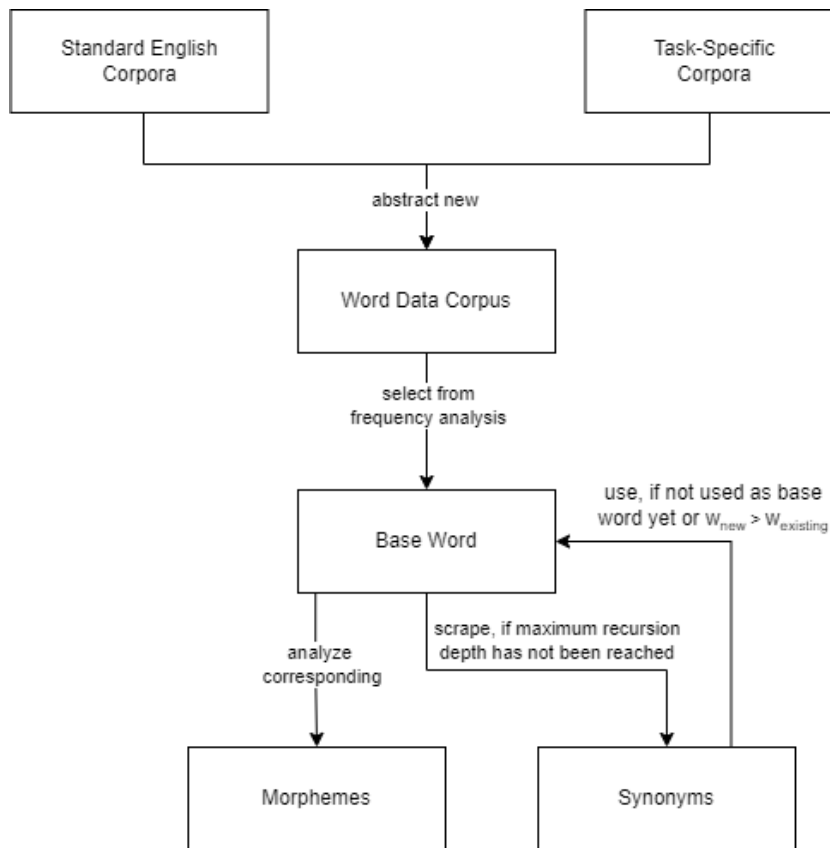 Standard English
Corpora
Task-Specific
Corpora
abstract new
Word Data Corpus
select from
frequency analysis
use, if not used as base
word yet or w_new > w_existing
Base Word
scrape, if maximum recursion
depth has not been reached
analyze
corresponding
Morphemes
Synonyms